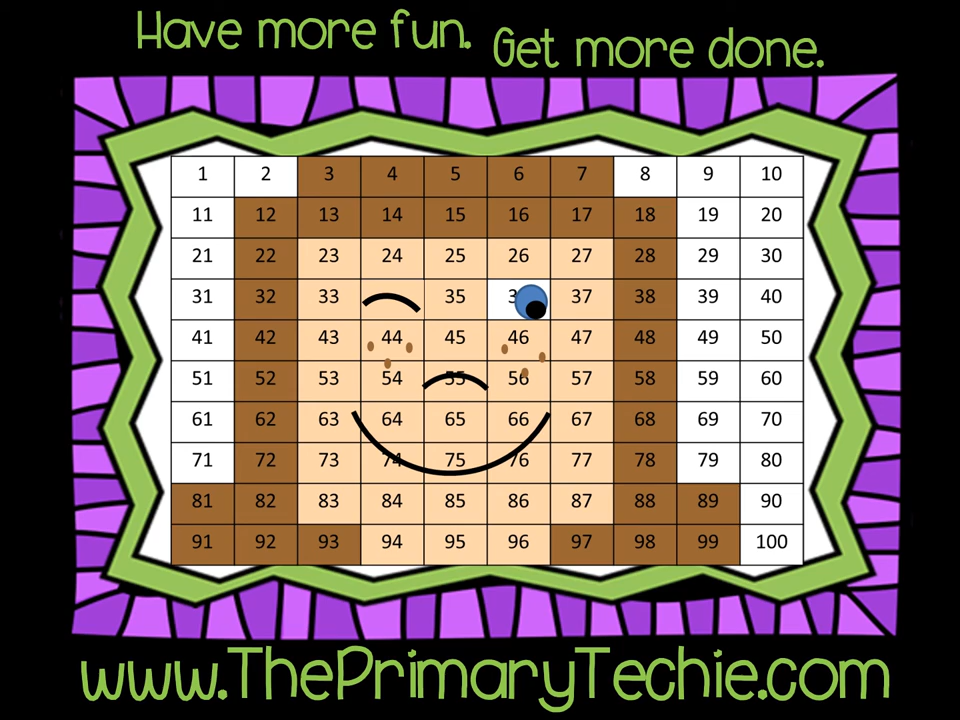 Have more fun. Get more done.
1 2 3 4 5 6 7 8 9 10
11 12 13 14 15 16 17 18 19 20
21 22 23 24 25 26 27 28 29 30
31 32 33 35 37 38 39 40
41 42 43 44 45 46 47 48 49 50
51 52 53 54 55 56 57 58 59 60
61 62 63 64 65 66 67 68 69 70
71 72 73 74 75 76 77 78 79 80
81 82 83 84 85 86 87 88 89 90
91 92 93 94 95 96 97 98 99 100
www.ThePrimaryTechie.com